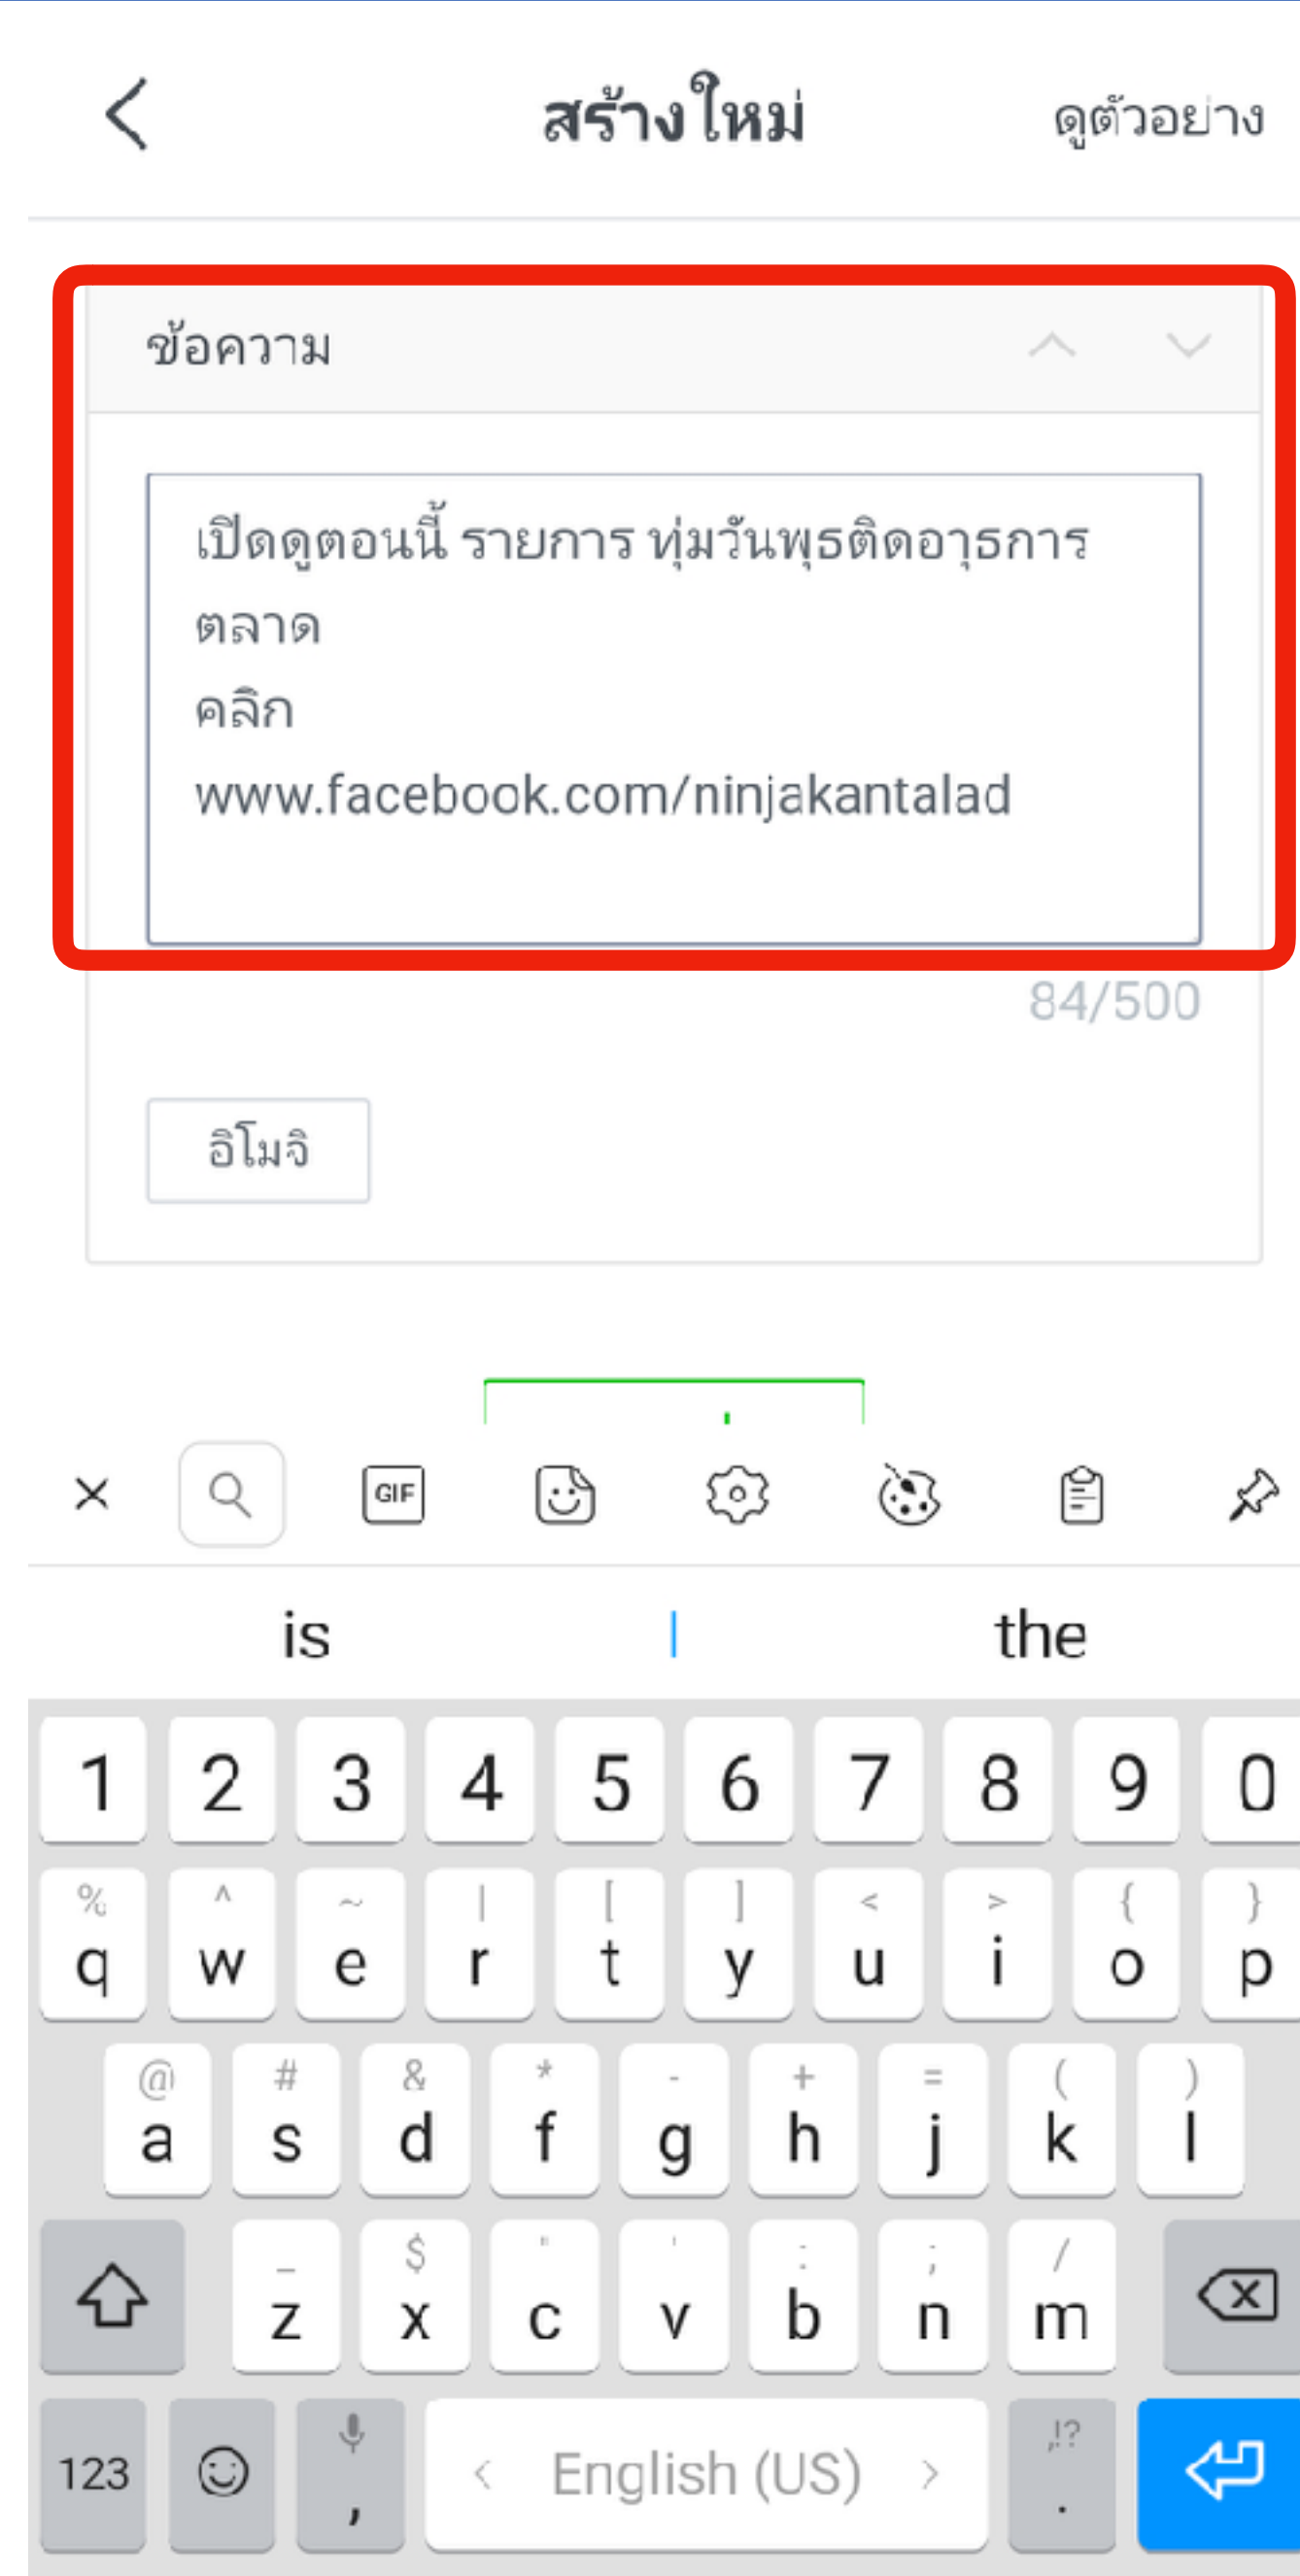 สร้างใหม่ ดูตัวอย่าง
ข้อความ
เปิดดูตอนนี้ รายการ ทุ่มวันพุธติดอาุธการ
ตลาด
คลิก
www.facebook.com/ninjakantalad
84/500
อิโมจิ
GIF
is the
1 2 3 4 5 6 7 8 9 0
% ^ ~ | [ ] < > { }
q w e r t y u i o p
@ # & * - + = ( )
a s d f g h j k l
_ $ " ' : ; /
z x c v b n m
,!?
123 , < English (US) > .